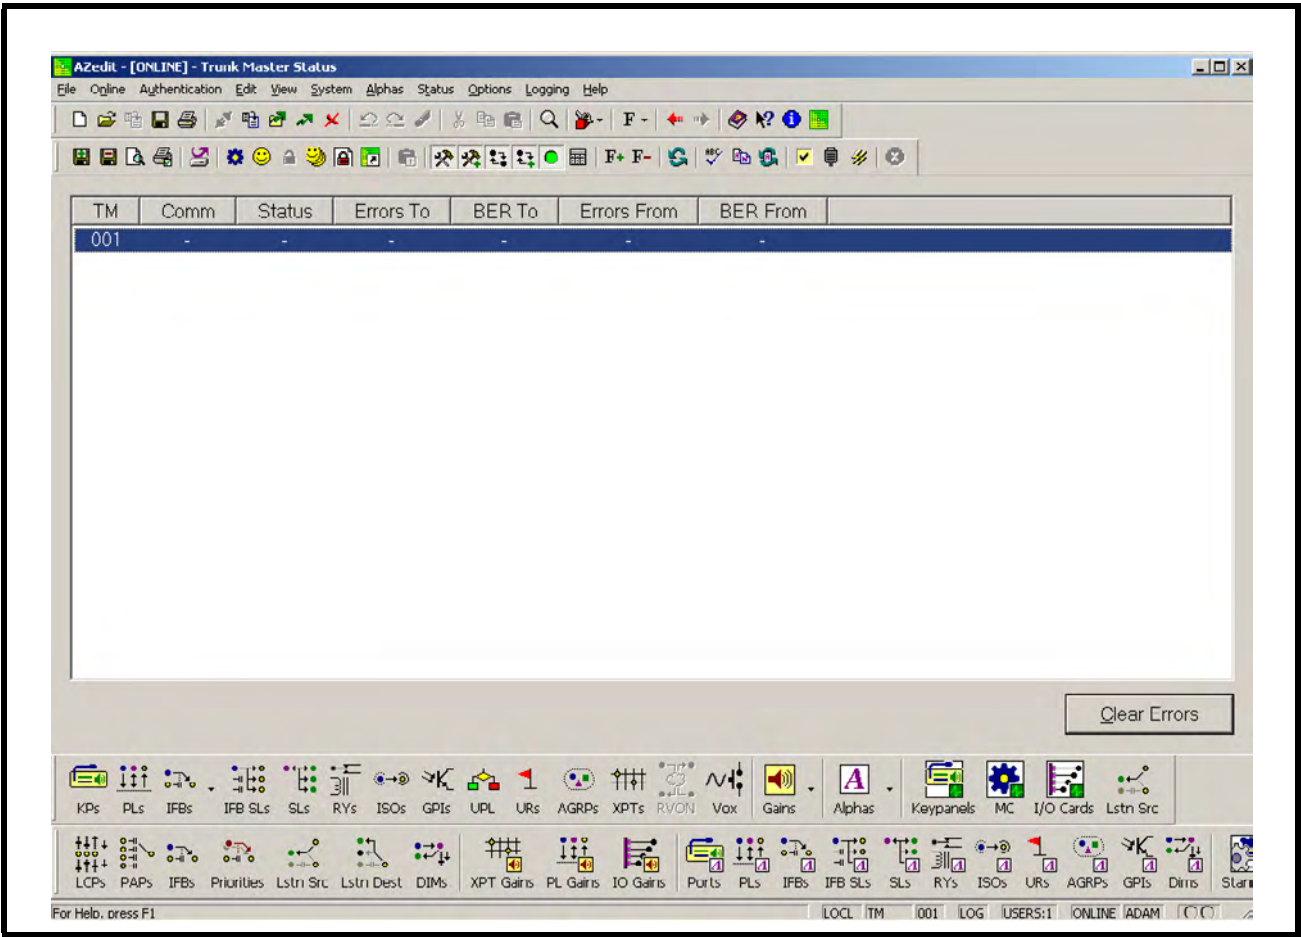 AZedit - [ONLINE] - Trunk Master Status
File Online Authentication Edit View System Alphas Status Options Logging Help
F
F+ F- ABC
TM Comm Status Errors To BER To Errors From BER From
001 - - - - - -
Clear Errors
KPs PLs IFBs IFB SLs SLs RYs ISOs GPIs UPL URs AGRPs XPTs RVON Vox Gains Alphas Keypanels MC I/O Cards Lstn Src
LCPs PAPs IFBs Priorities Lstn Src Lstn Dest DIMs XPT Gains PL Gains IO Gains Ports PLs IFBs IFB SLs SLs RYs ISOs URs AGRPs GPIs Dims
For Help, press F1 LOCL TM 001 LOG USERS:1 ONLINE ADAM